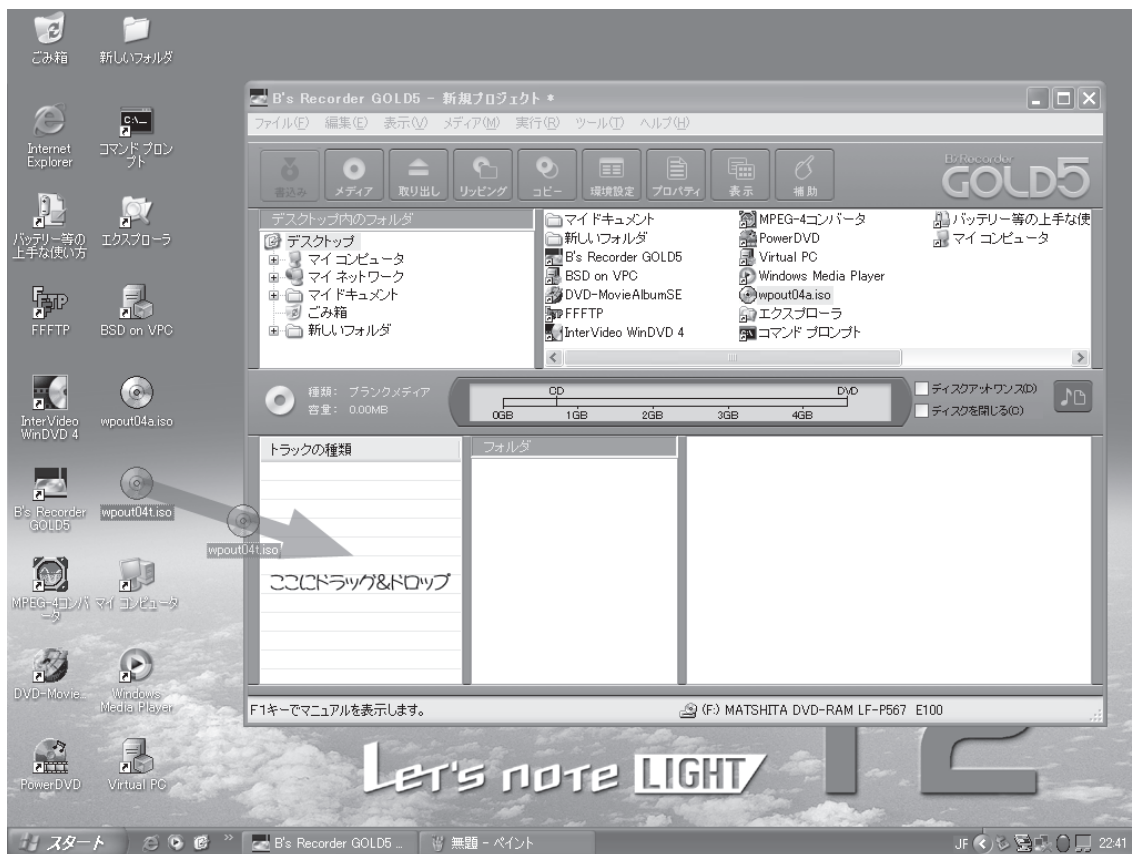 ごみ箱
新しいフォルダ
Internet Explorer
コマンド プロンプト
バッテリー等の上手な使い方
エクスプローラ
FFFTP
BSD on VPC
InterVideo WinDVD 4
wpout04a.iso
B's Recorder GOLD5
wpout04t.iso
wpout04t.iso
MPEG-4コンバータ
マイ コンピュータ
DVD-Movie...
Windows Media Player
PowerDVD
Virtual PC
B's Recorder GOLD5 - 新規プロジェクト *
ファイル(F) 編集(E) 表示(V) メディア(M) 実行(R) ツール(T) ヘルプ(H)
書込み メディア 取り出し リッピング コピー 環境設定 プロパティ 表示 補助
B's Recorder
GOLD5
デスクトップ内のフォルダ
デスクトップ
マイ コンピュータ
マイ ネットワーク
マイ ドキュメント
ごみ箱
新しいフォルダ
マイ ドキュメント
新しいフォルダ
B's Recorder GOLD5
BSD on VPC
DVD-MovieAlbumSE
FFFTP
InterVideo WinDVD 4
MPEG-4コンバータ
PowerDVD
Virtual PC
Windows Media Player
wpout04a.iso
エクスプローラ
コマンド プロンプト
バッテリー等の上手な使
マイ コンピュータ
種類: ブランクメディア
容量: 0.00MB
CD DVD
0GB 1GB 2GB 3GB 4GB
ディスクアットワンス(D)
ディスクを閉じる(C)
トラックの種類
フォルダ
ここにドラッグ&ドロップ
F1キーでマニュアルを表示します。
(F:) MATSHITA DVD-RAM LF-P567 E100
Let's note LIGHT
T2
スタート
B's Recorder GOLD5 ...
無題 - ペイント
JF
22:41